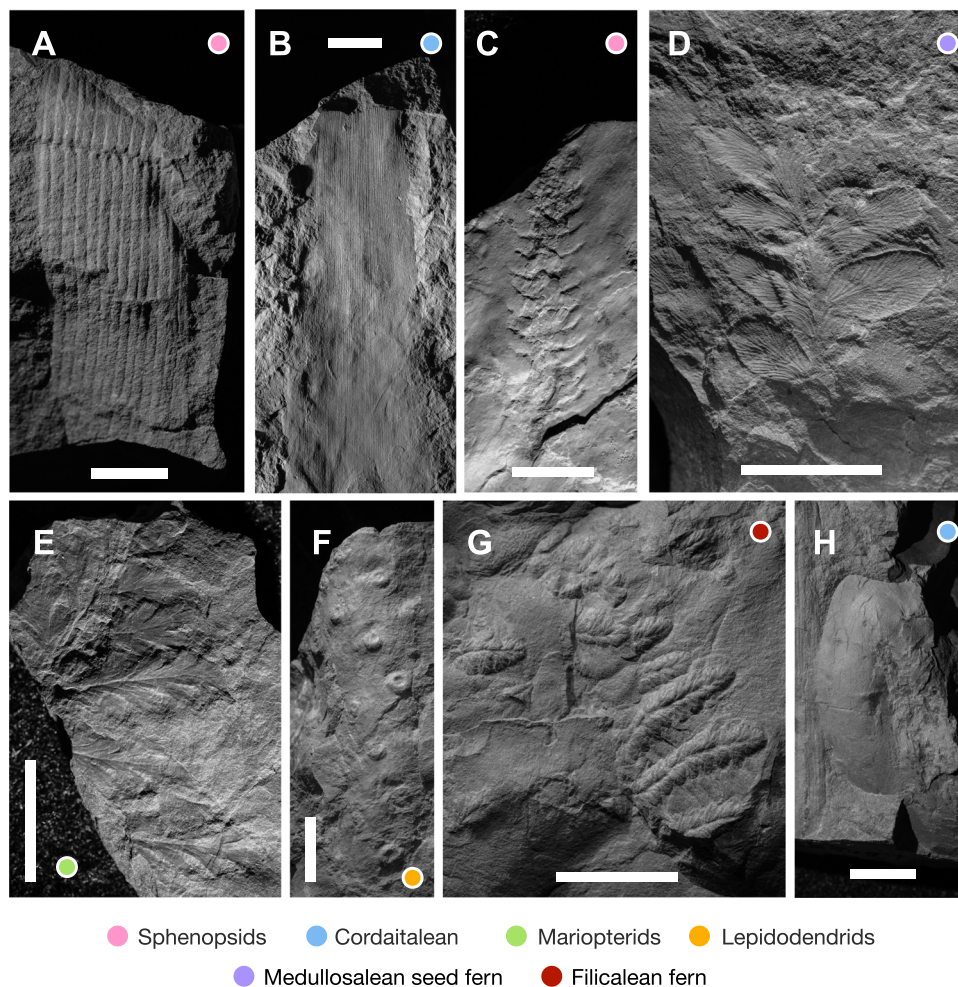 A
B
C
D
E
F
G
H
Sphenopsids
Cordaitalean
Mariopterids
Lepidodendrids
Medullosalean seed fern
Filicalean fern